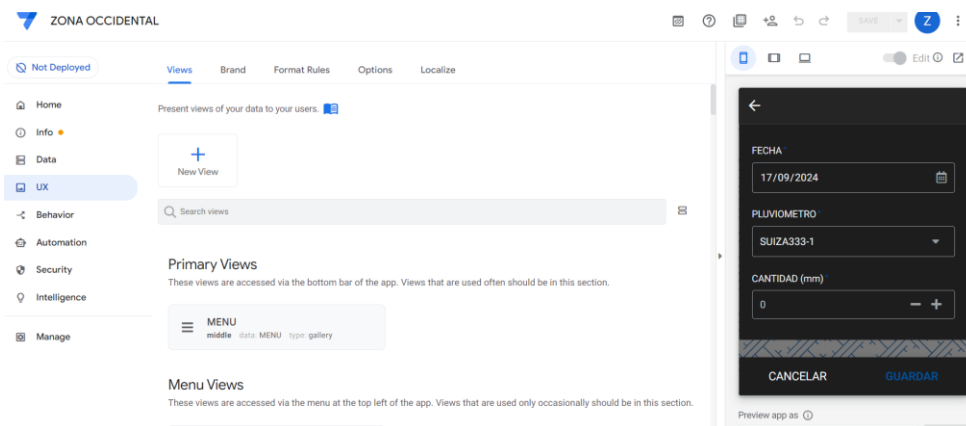 ZONA OCCIDENTAL
SAVE
Z
Not Deployed
Home
Info
Data
UX
Behavior
Automation
Security
Intelligence
Manage
Views Brand Format Rules Options Localize
Present views of your data to your users.
New View
Search views
Primary Views
These views are accessed via the bottom bar of the app. Views that are used often should be in this section.
MENU
middle data: MENU type: gallery
Menu Views
These views are accessed via the menu at the top left of the app. Views that are used only occasionally should be in this section.
Edit
FECHA*
17/09/2024
PLUVIOMETRO*
SUIZA333-1
CANTIDAD (mm)*
0
CANCELAR GUARDAR
Preview app as